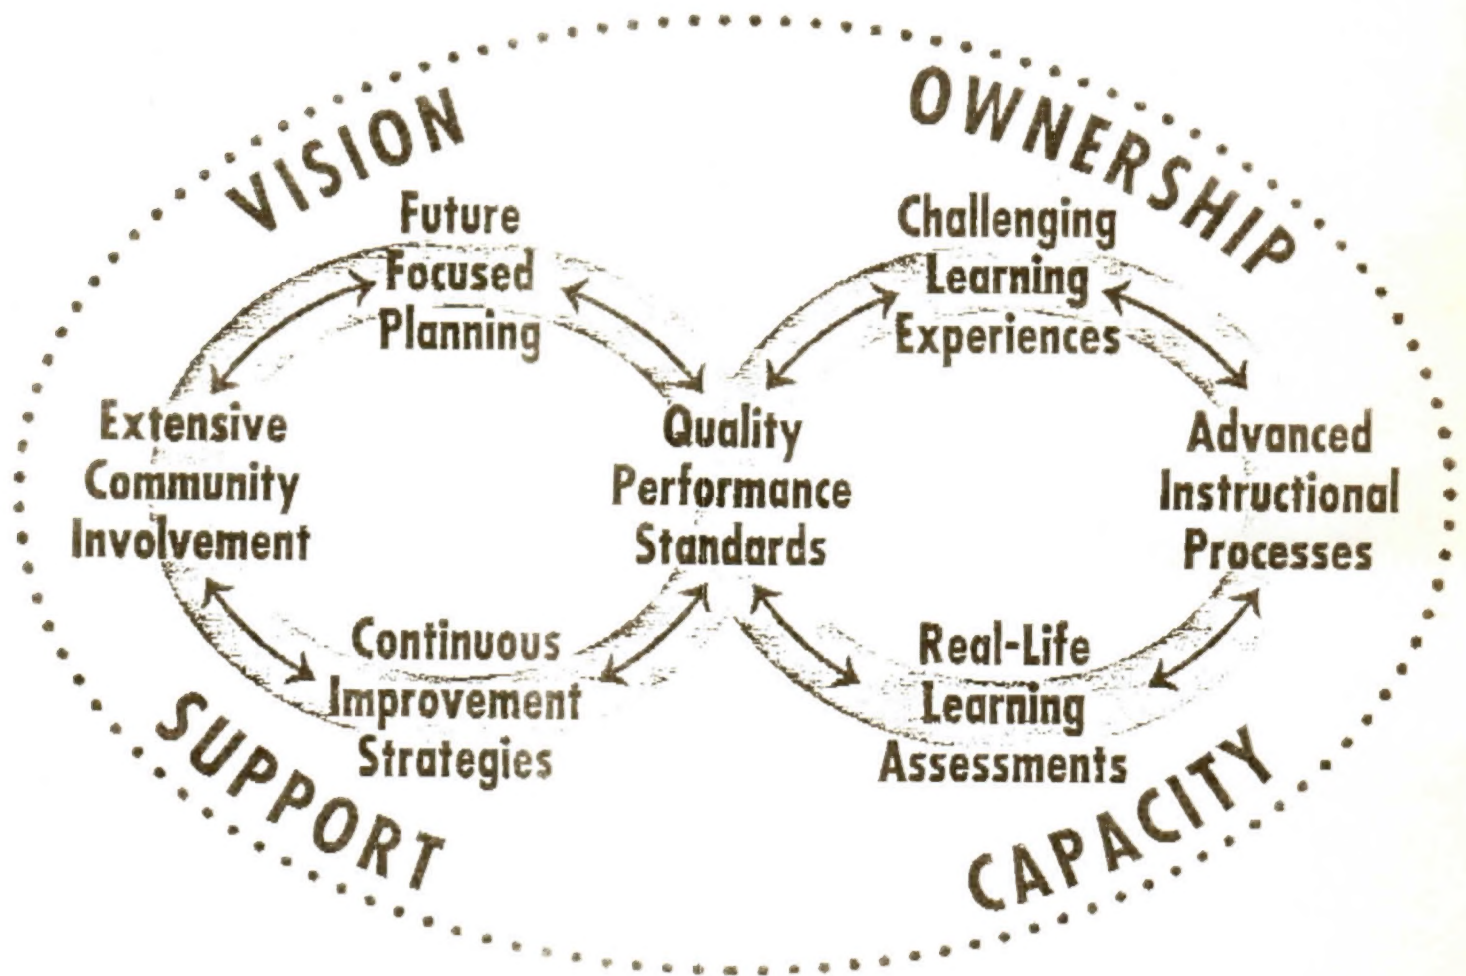 VISION
OWNERSHIP
Future
Focused
Planning
Challenging
Learning
Experiences
Extensive
Community
Involvement
Quality
Performance
Standards
Advanced
Instructional
Processes
Continuous
Improvement
Strategies
Real-Life
Learning
Assessments
SUPPORT
CAPACITY